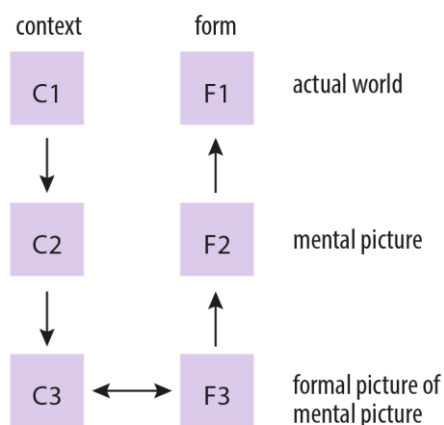 context form
C1 F1 actual world
C2 F2 mental picture
C3 F3 formal picture of
mental picture